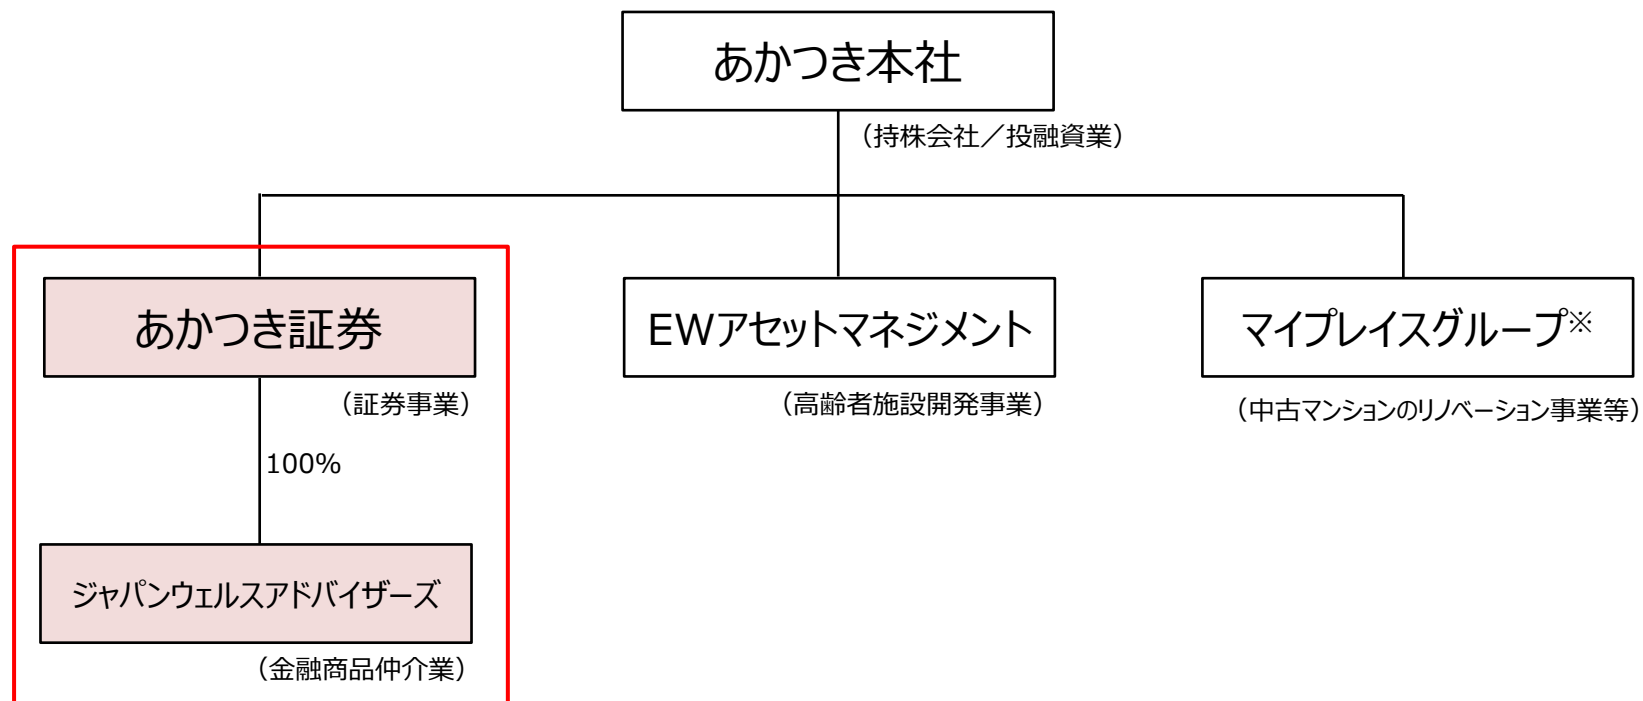 あかつき本社
（持株会社／投融資業）
あかつき証券
EWアセットマネジメント
マイプレイスグループ※
（証券事業）
（高齢者施設開発事業）
（中古マンションのリノベーション事業等）
100%
ジャパンウェルスアドバイザーズ
（金融商品仲介業）